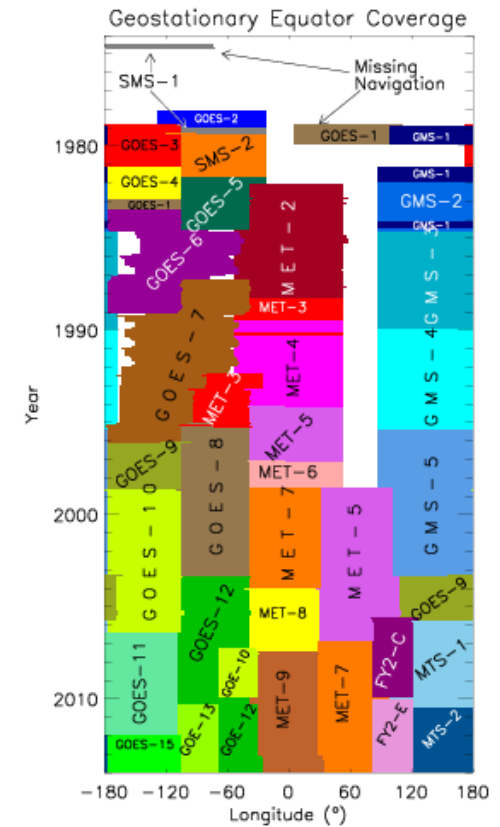 Geostationary Equator Coverage
SMS-1
Missing
Navigation
GOES-2
GOES-1
GMS-1
GOES-3
SMS-2
GMS-1
GOES-4
GOES-5
GMS-2
GOES-1
GMS-1
GOES-6
MET-2
GMS-3
MET-3
GOES-7
MET-4
GMS-4
MET-3
MET-5
GOES-9
GOES-8
MET-6
GMS-5
GOES-10
MET-7
MET-5
GOES-12
MET-8
GOES-9
GOES-11
GOE-10
MET-9
MET-7
FY2-C
MTS-1
GOE-13
GOE-12
FY2-E
MTS-2
GOES-15
1980
1990
2000
2010
Year
-180 -120 -60 0 60 120 180
Longitude (°)